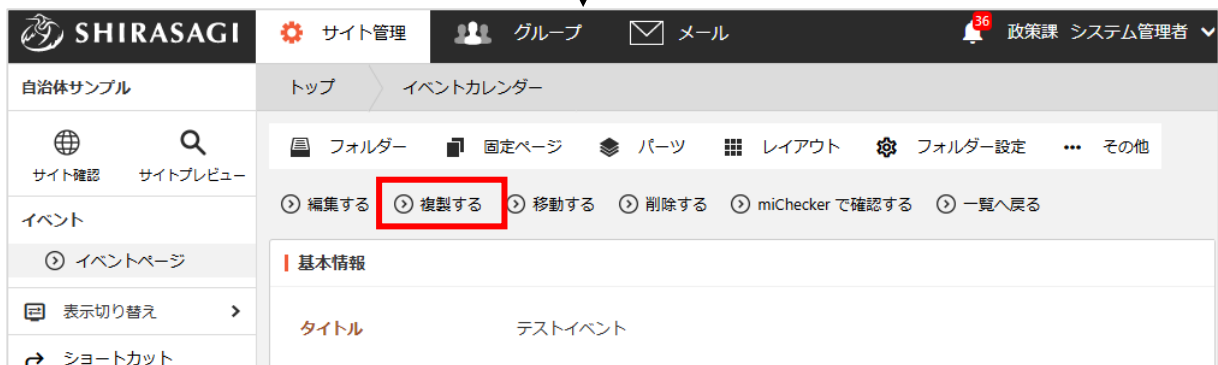 SHIRASAGI サイト管理 グループ メール 36 政策課 システム管理者
自治体サンプル トップ イベントカレンダー
サイト確認 サイトプレビュー フォルダー 固定ページ パーツ レイアウト フォルダー設定 ••• その他
編集する 複製する 移動する 削除する miChecker で確認する 一覧へ戻る
イベント
イベントページ 基本情報
表示切り替え
タイトル テストイベント
ショートカット